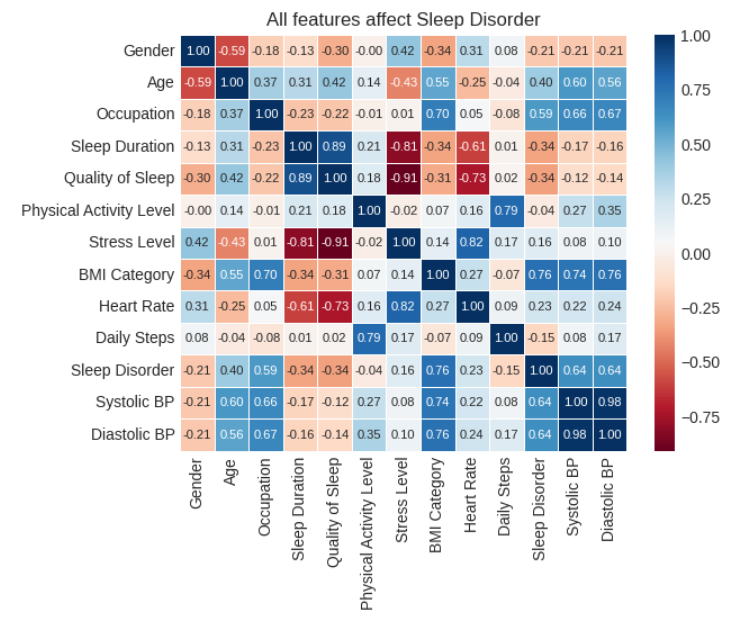 All features affect Sleep Disorder
Gender 1.00 -0.59 -0.18 -0.13 -0.30 -0.00 0.42 -0.34 0.31 0.08 -0.21 -0.21 -0.21
Age -0.59 1.00 0.37 0.31 0.42 0.14 -0.43 0.55 -0.25 -0.04 0.40 0.60 0.56
Occupation -0.18 0.37 1.00 -0.23 -0.22 -0.01 0.01 0.70 0.05 -0.08 0.59 0.66 0.67
Sleep Duration -0.13 0.31 -0.23 1.00 0.89 0.21 -0.81 -0.34 -0.61 0.01 -0.34 -0.17 -0.16
Quality of Sleep -0.30 0.42 -0.22 0.89 1.00 0.18 -0.91 -0.31 -0.73 0.02 -0.34 -0.12 -0.14
Physical Activity Level -0.00 0.14 -0.01 0.21 0.18 1.00 -0.02 0.07 0.16 0.79 -0.04 0.27 0.35
Stress Level 0.42 -0.43 0.01 -0.81 -0.91 -0.02 1.00 0.14 0.82 0.17 0.16 0.08 0.10
BMI Category -0.34 0.55 0.70 -0.34 -0.31 0.07 0.14 1.00 0.27 -0.07 0.76 0.74 0.76
Heart Rate 0.31 -0.25 0.05 -0.61 -0.73 0.16 0.82 0.27 1.00 0.09 0.23 0.22 0.24
Daily Steps 0.08 -0.04 -0.08 0.01 0.02 0.79 0.17 -0.07 0.09 1.00 -0.15 0.08 0.17
Sleep Disorder -0.21 0.40 0.59 -0.34 -0.34 -0.04 0.16 0.76 0.23 -0.15 1.00 0.64 0.64
Systolic BP -0.21 0.60 0.66 -0.17 -0.12 0.27 0.08 0.74 0.22 0.08 0.64 1.00 0.98
Diastolic BP -0.21 0.56 0.67 -0.16 -0.14 0.35 0.10 0.76 0.24 0.17 0.64 0.98 1.00
Gender
Age
Occupation
Sleep Duration
Quality of Sleep
Physical Activity Level
Stress Level
BMI Category
Heart Rate
Daily Steps
Sleep Disorder
Systolic BP
Diastolic BP
1.00
0.75
0.50
0.25
0.00
−0.25
−0.50
−0.75